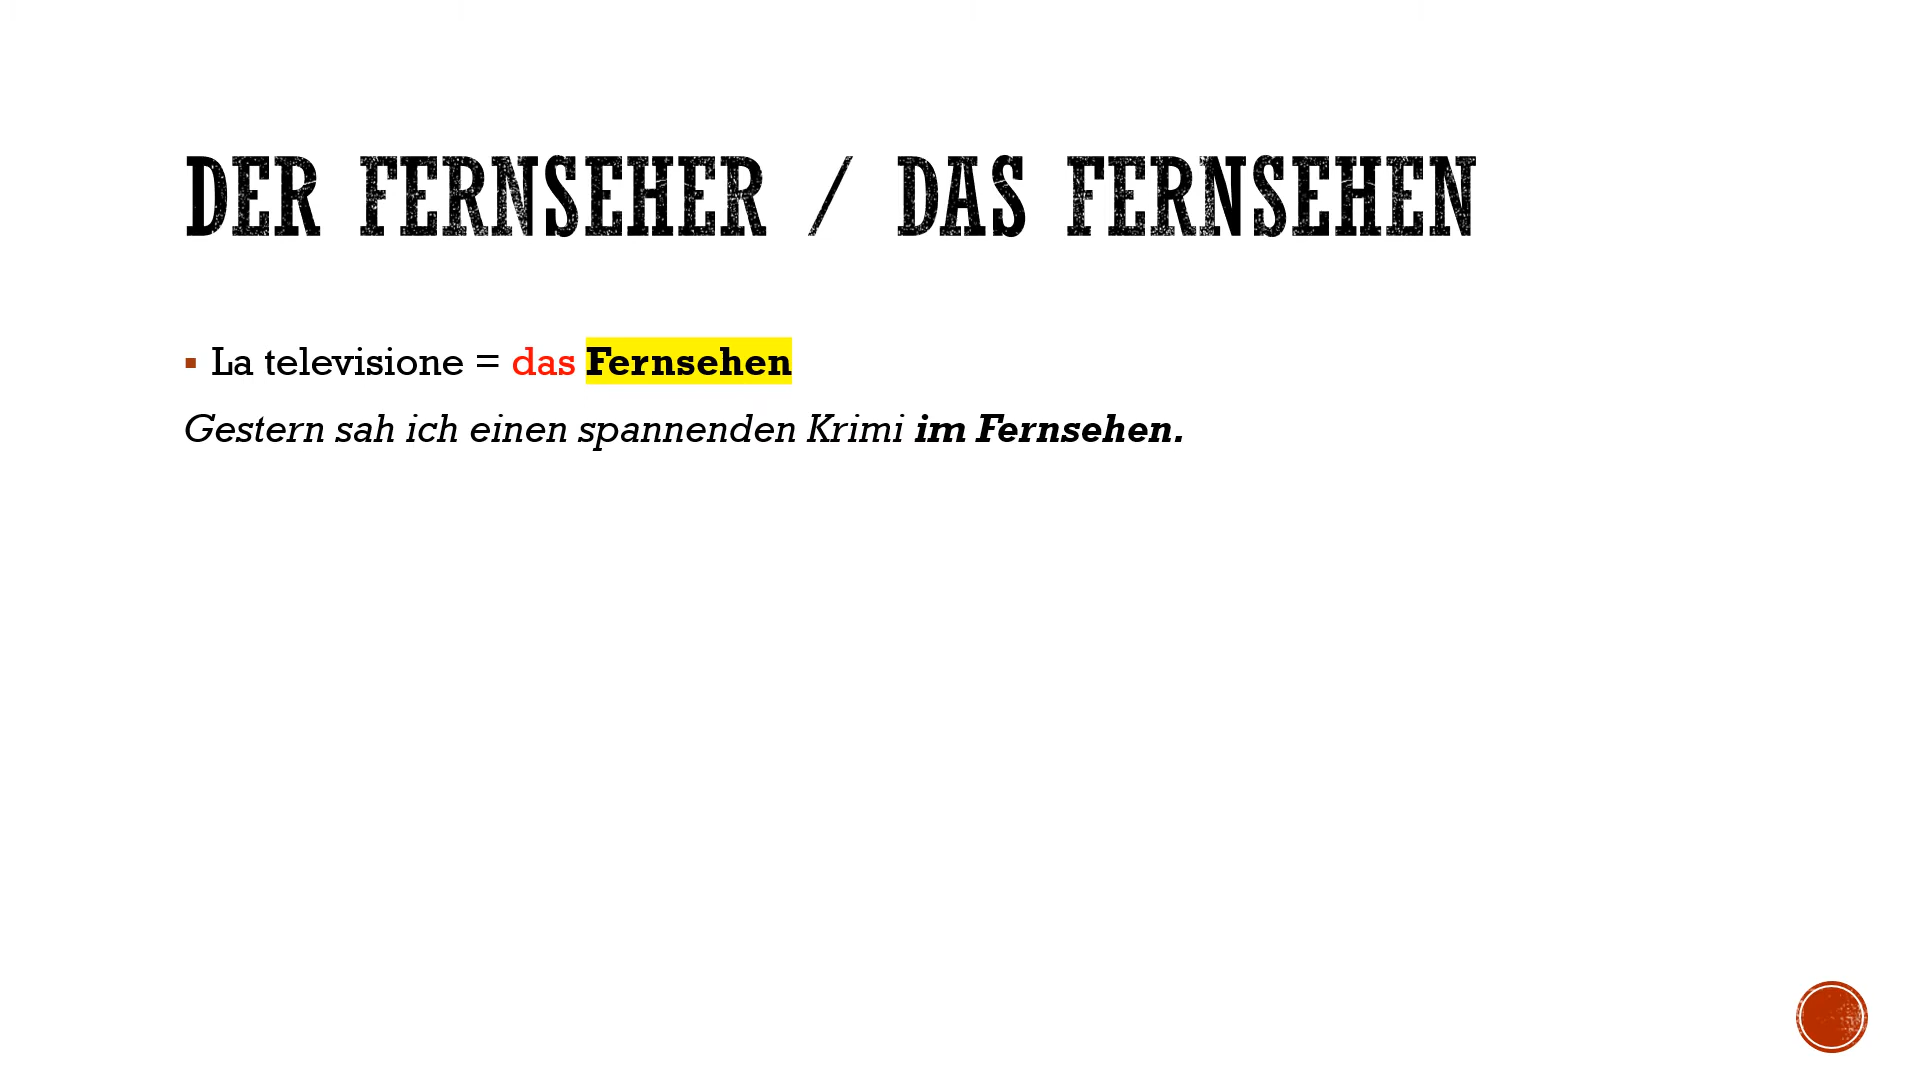 DER FERNSEHER / DAS FERNSEHEN
▪ La televisione = das Fernsehen
Gestern sah ich einen spannenden Krimi im Fernsehen.